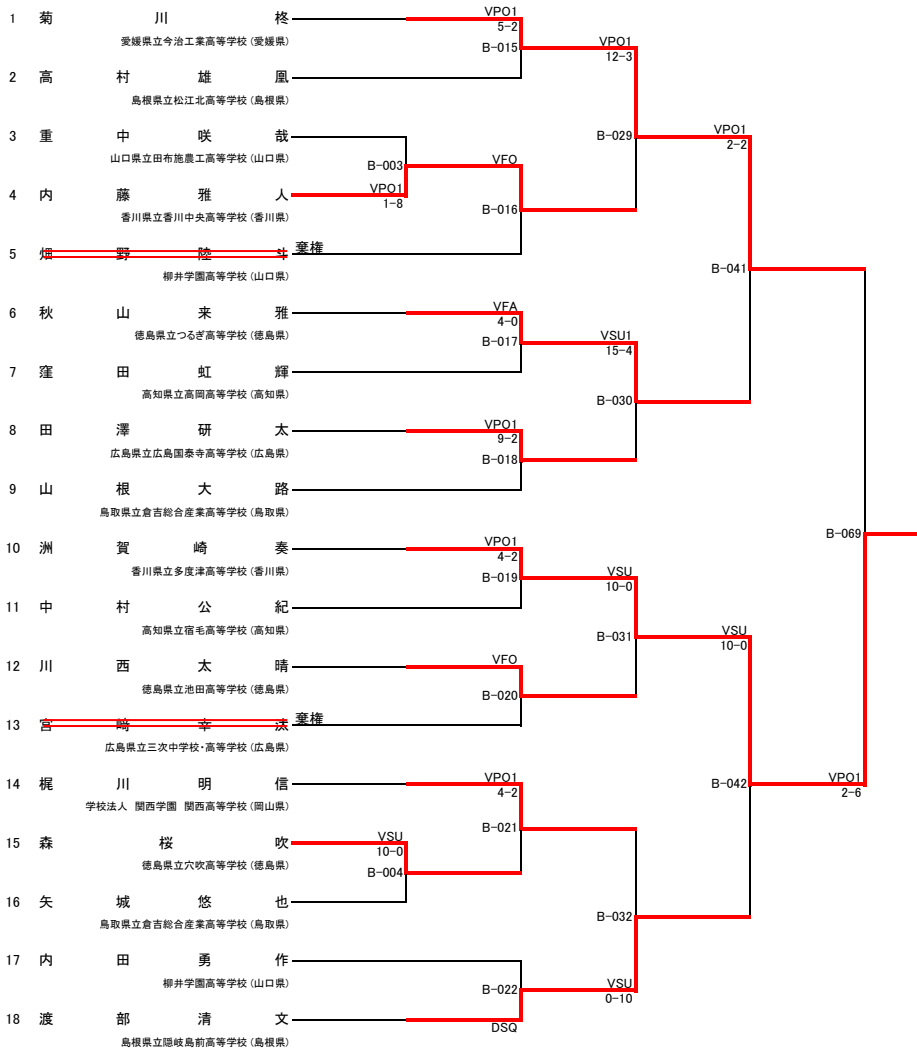 1 菊 川 柊
愛媛県立今治工業高等学校 (愛媛県)
VPO1
5-2
B-015
VPO1
12-3
2 高 村 雄 凰
島根県立松江北高等学校 (島根県)
3 重 中 咲 哉
山口県立田布施農工高等学校 (山口県)
B-029
VPO1
2-2
B-003
VFO
4 内 藤 雅 人
香川県立香川中央高等学校 (香川県)
VPO1
1-8
B-016
5 畑 野 陸 斗
棄権
柳井学園高等学校 (山口県)
B-041
6 秋 山 来 雅
徳島県立つるぎ高等学校 (徳島県)
VFA
4-0
B-017
VSU1
15-4
7 窪 田 虹 輝
高知県立高岡高等学校 (高知県)
B-030
8 田 澤 研 太
広島県立広島国泰寺高等学校 (広島県)
VPO1
9-2
B-018
9 山 根 大 路
鳥取県立倉吉総合産業高等学校 (鳥取県)
B-069
10 洲 賀 崎 奏
香川県立多度津高等学校 (香川県)
VPO1
4-2
B-019
VSU
10-0
11 中 村 公 紀
高知県立宿毛高等学校 (高知県)
B-031
VSU
10-0
12 川 西 太 晴
徳島県立池田高等学校 (徳島県)
VFO
B-020
13 宮 﨑 幸 汰
棄権
広島県立三次中学校・高等学校 (広島県)
14 梶 川 明 信
学校法人 関西学園 関西高等学校 (岡山県)
VPO1
4-2
B-042
VPO1
2-6
B-021
15 森 桜 吹
徳島県立穴吹高等学校 (徳島県)
VSU
10-0
B-004
16 矢 城 悠 也
鳥取県立倉吉総合産業高等学校 (鳥取県)
B-032
17 内 田 勇 作
柳井学園高等学校 (山口県)
B-022
VSU
0-10
18 渡 部 清 文
島根県立隠岐島前高等学校 (島根県)
DSQ